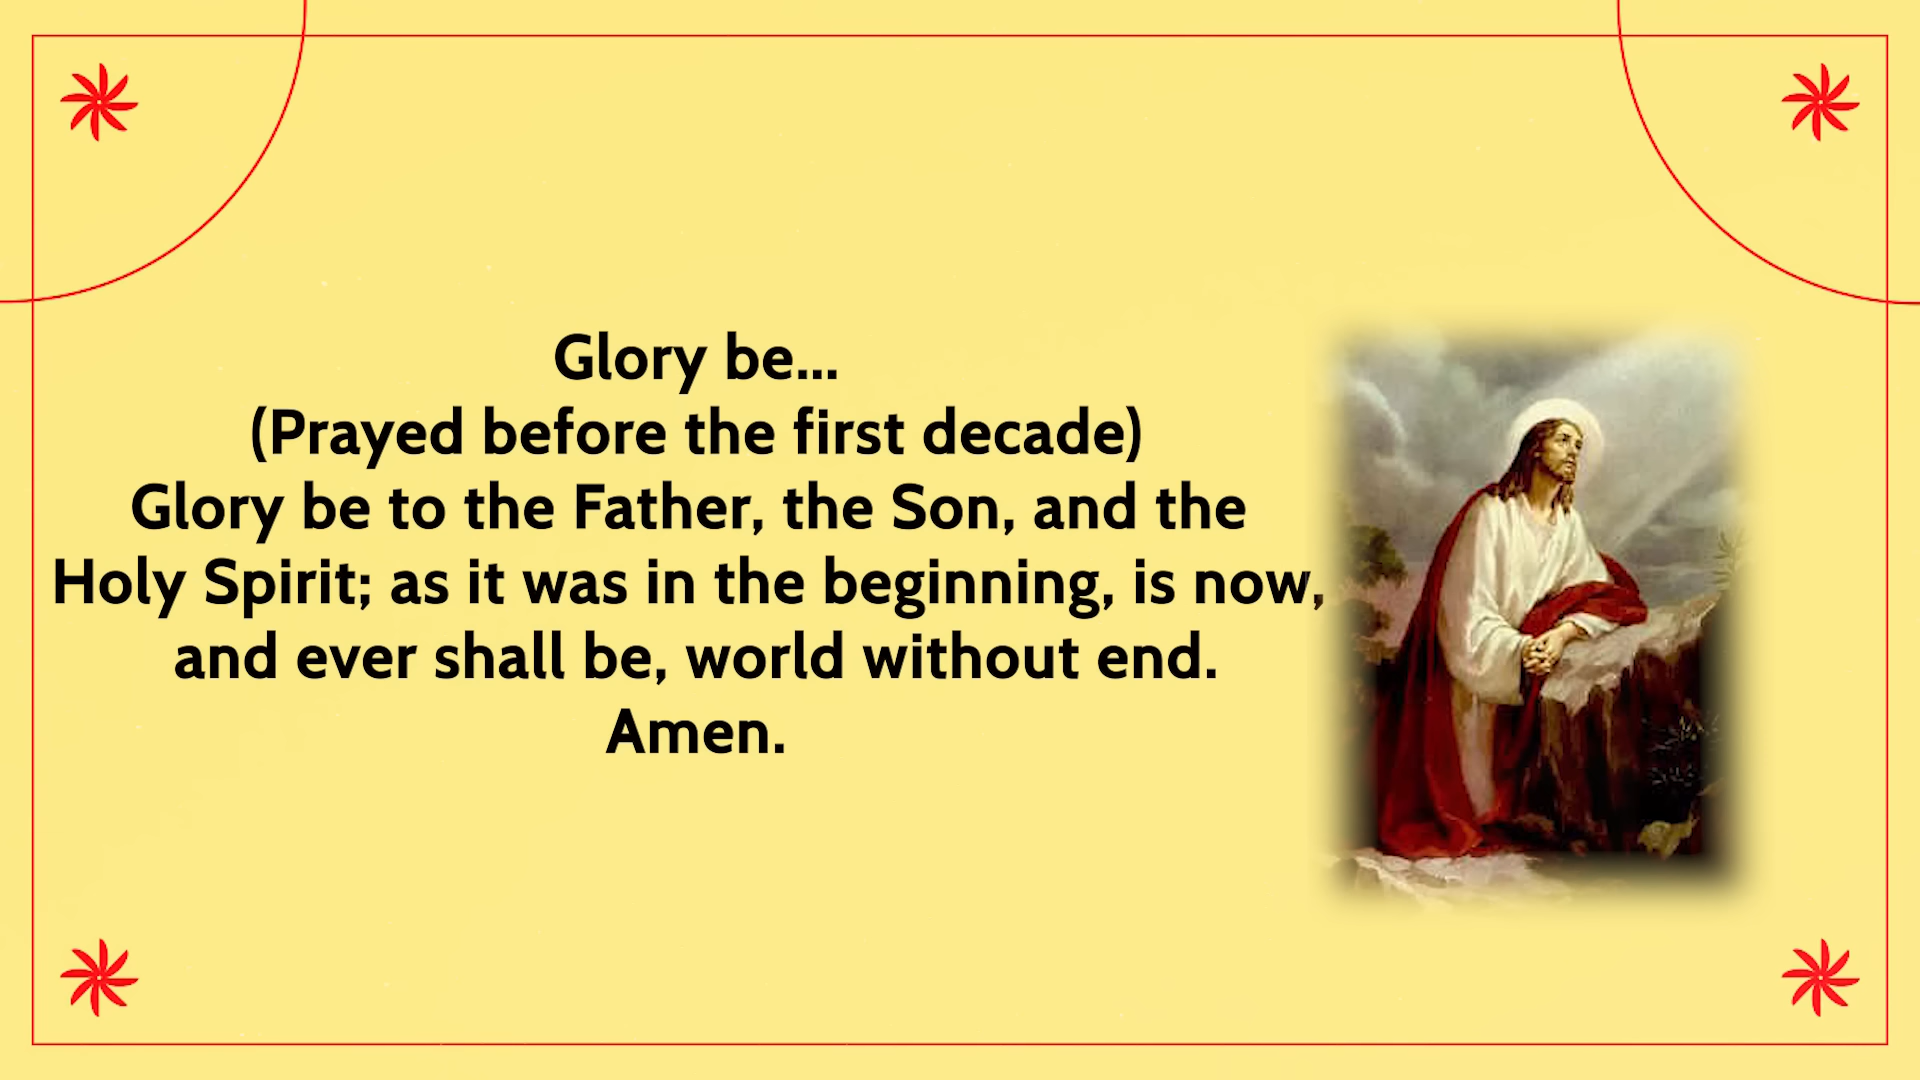 Glory be...
(Prayed before the first decade)
Glory be to the Father, the Son, and the
Holy Spirit; as it was in the beginning, is now,
and ever shall be, world without end.
Amen.